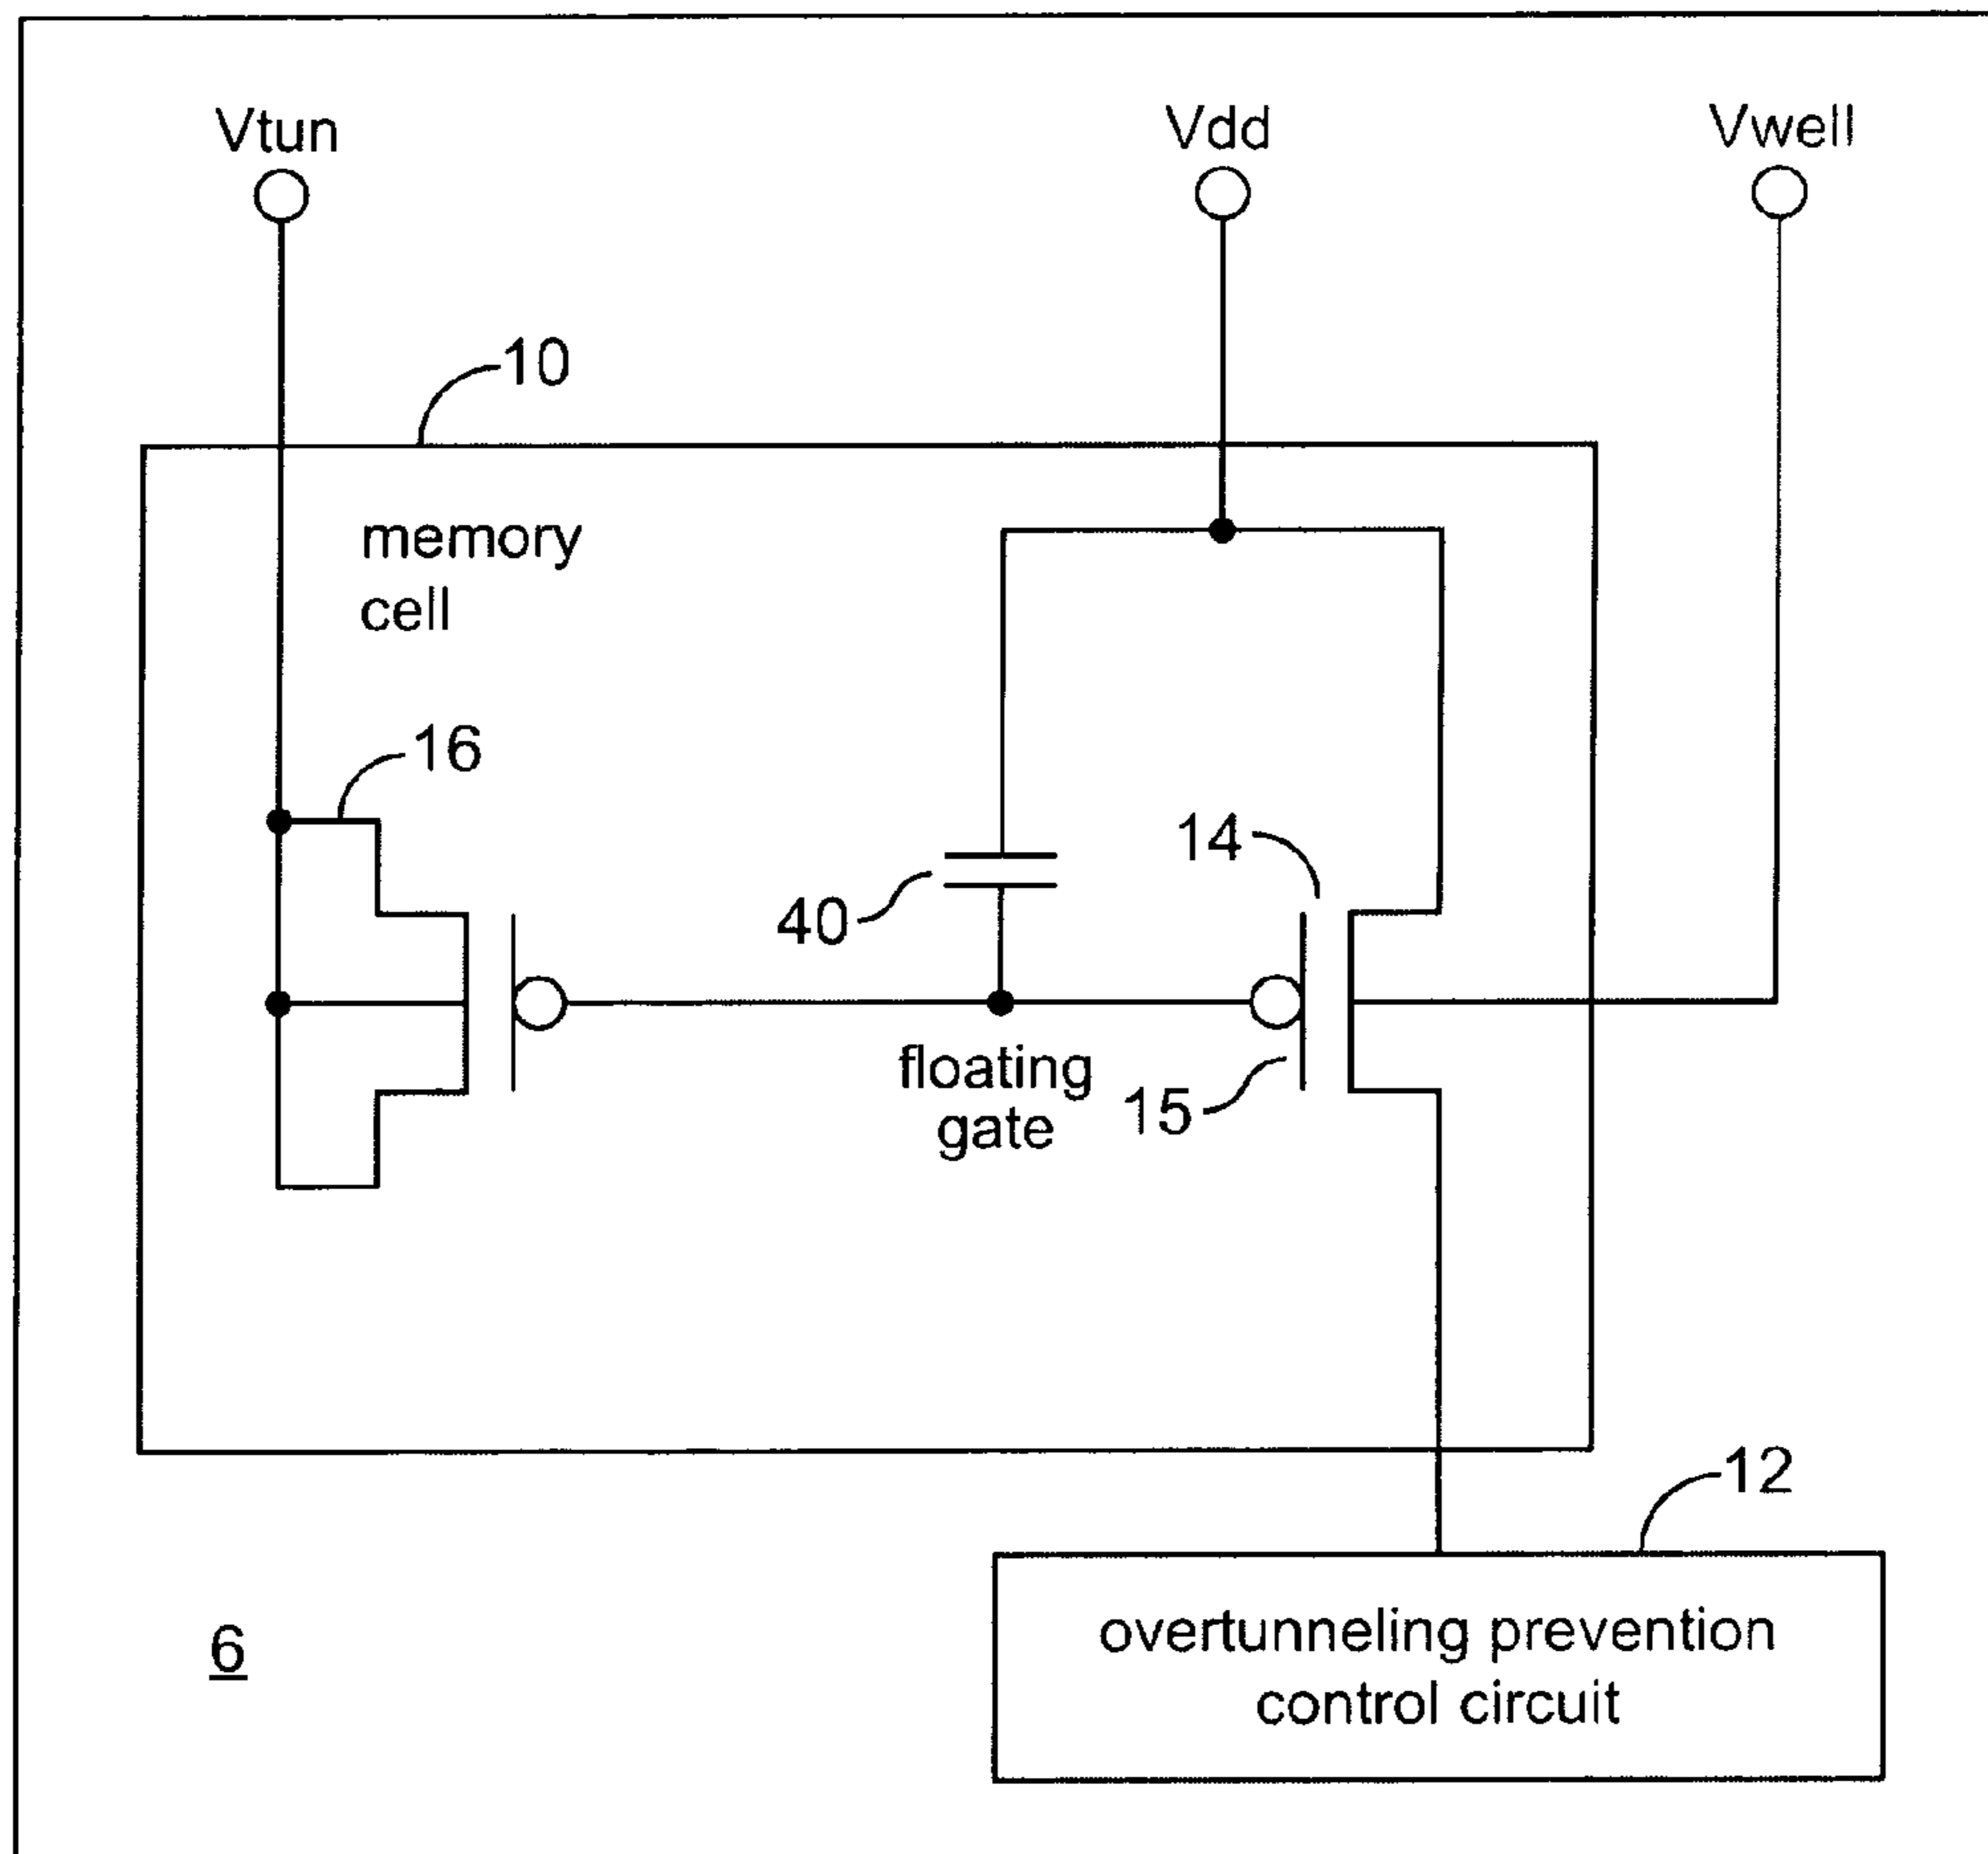 Vtun
Vdd
Vwell
10
memory
cell
16
14
40
floating
gate
15
12
overtunneling prevention
control circuit
6